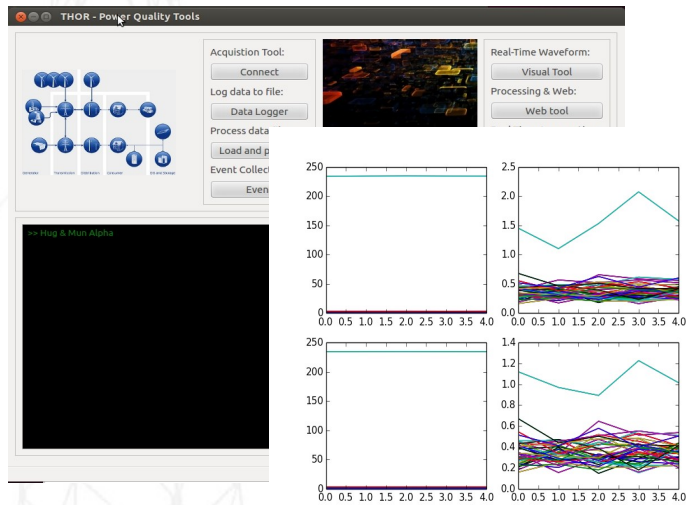 THOR - Power Quality Tools
Acquistion Tool:
Connect
Log data to file:
Data Logger
Process data
Load and p
Event Collect
Even
Real-Time Waveform:
Visual Tool
Processing & Web:
Web tool
>> Hug & Mun Alpha
250
200
150
100
50
0
0.0 0.5 1.0 1.5 2.0 2.5 3.0 3.5 4.0
2.5
2.0
1.5
1.0
0.5
0.0
0.0 0.5 1.0 1.5 2.0 2.5 3.0 3.5 4.0
250
200
150
100
50
0
0.0 0.5 1.0 1.5 2.0 2.5 3.0 3.5 4.0
1.4
1.2
1.0
0.8
0.6
0.4
0.2
0.0
0.0 0.5 1.0 1.5 2.0 2.5 3.0 3.5 4.0